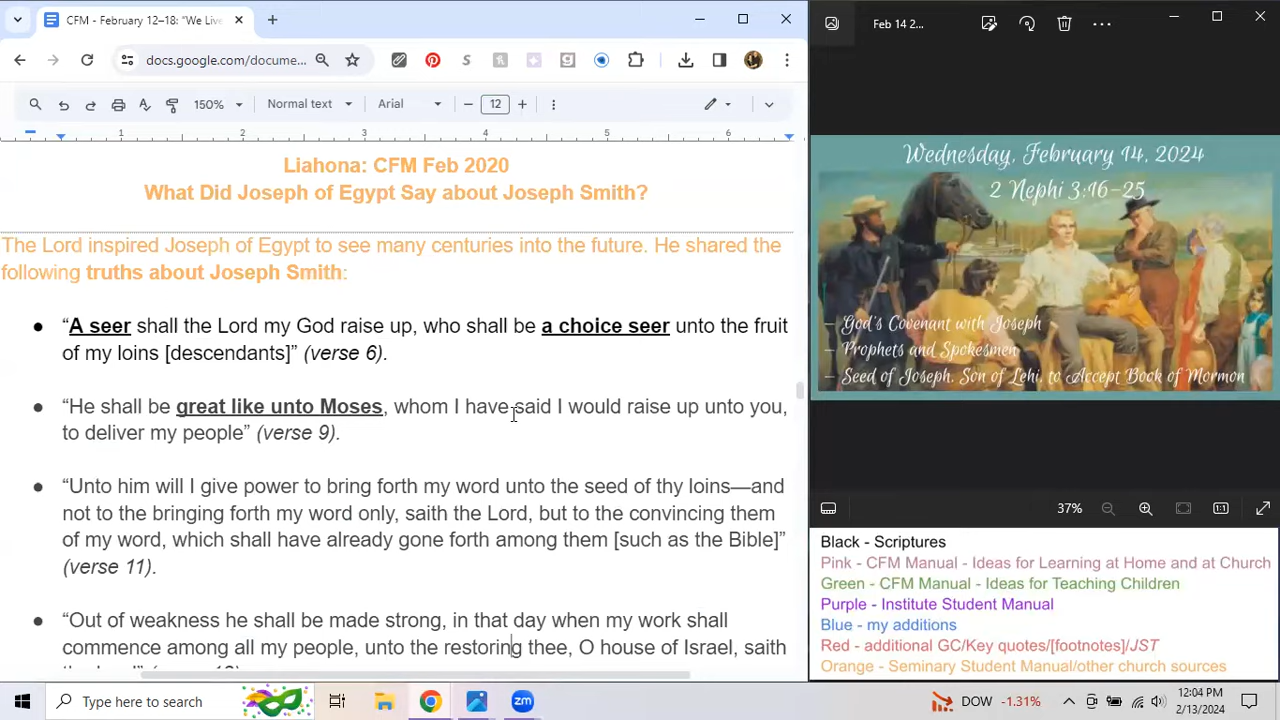 CFM - February 12–18: "We Live
docs.google.com/docume...
150%
Normal text
Arial
12
1
2
3
4
5
6
Liahona: CFM Feb 2020
What Did Joseph of Egypt Say about Joseph Smith?
The Lord inspired Joseph of Egypt to see many centuries into the future. He shared the
following truths about Joseph Smith:
● “A seer shall the Lord my God raise up, who shall be a choice seer unto the fruit
of my loins [descendants]” (verse 6).
● “He shall be great like unto Moses, whom I have said I would raise up unto you,
to deliver my people” (verse 9).
● “Unto him will I give power to bring forth my word unto the seed of thy loins—and
not to the bringing forth my word only, saith the Lord, but to the convincing them
of my word, which shall have already gone forth among them [such as the Bible]”
(verse 11).
● “Out of weakness he shall be made strong, in that day when my work shall
commence among all my people, unto the restoring thee, O house of Israel, saith
Feb 14 2...
Wednesday, February 14, 2024
2 Nephi 3:16-25
– God's Covenant with Joseph
– Prophets and Spokesmen
– Seed of Joseph, Son of Lehi, to Accept Book of Mormon
37%
1:1
Black - Scriptures
Pink - CFM Manual - Ideas for Learning at Home and at Church
Green - CFM Manual - Ideas for Teaching Children
Purple - Institute Student Manual
Blue - my additions
Red - additional GC/Key quotes/[footnotes]/JST
Orange - Seminary Student Manual/other church sources
Type here to search
zm
DOW -1.31%
12:04 PM
2/13/2024